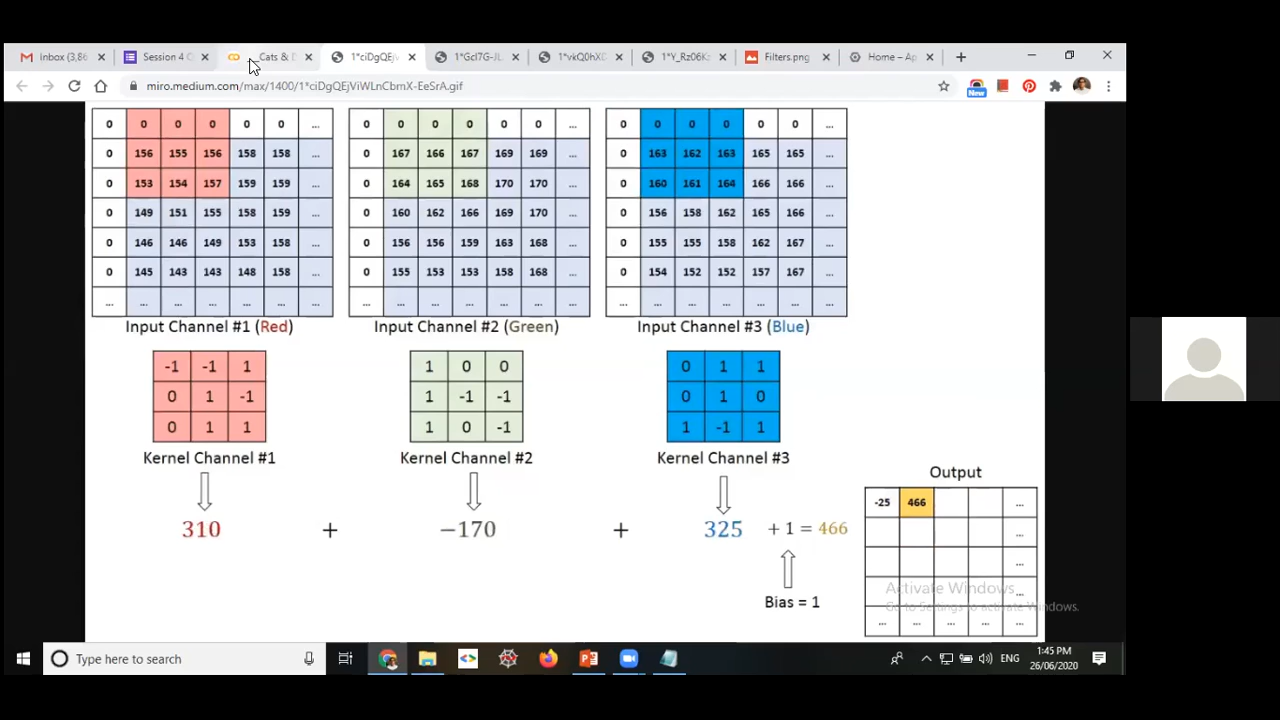 Inbox (3,86 Session 4 O Cats & D 1*ciDgQEjV 1*Gcl7G-JL 1*vkQ0hXD 1*Y_Rz06K Filters.png Home – Ap
miro.medium.com/max/1400/1*ciDgQEjViWLnCbmX-EeSrA.gif New
0 0 0 0 0 0 ... 0 0 0 0 0 0 ... 0 0 0 0 0 0 ...
0 156 155 156 158 158 ... 0 167 166 167 169 169 ... 0 163 162 163 165 165 ...
0 153 154 157 159 159 ... 0 164 165 168 170 170 ... 0 160 161 164 166 166 ...
0 149 151 155 158 159 ... 0 160 162 166 169 170 ... 0 156 158 162 165 166 ...
0 146 146 149 153 158 ... 0 156 156 159 163 168 ... 0 155 155 158 162 167 ...
0 145 143 143 148 158 ... 0 155 153 153 158 168 ... 0 154 152 152 157 167 ...
... ... ... ... ... ... ... ... ... ... ... ... ... ... ... ... ... ... ... ... ...
Input Channel #1 (Red) Input Channel #2 (Green) Input Channel #3 (Blue)
-1 -1 1 1 0 0 0 1 1
0 1 -1 1 -1 -1 0 1 0
0 1 1 1 0 -1 1 -1 1
Kernel Channel #1 Kernel Channel #2 Kernel Channel #3
Output
-25 466 ...
310 + −170 + 325 + 1 = 466
...
...
Bias = 1
...
... ... ... ... ...
Activate Windows
Go to Settings to activate Windows.
Type here to search
ENG
1:45 PM
26/06/2020